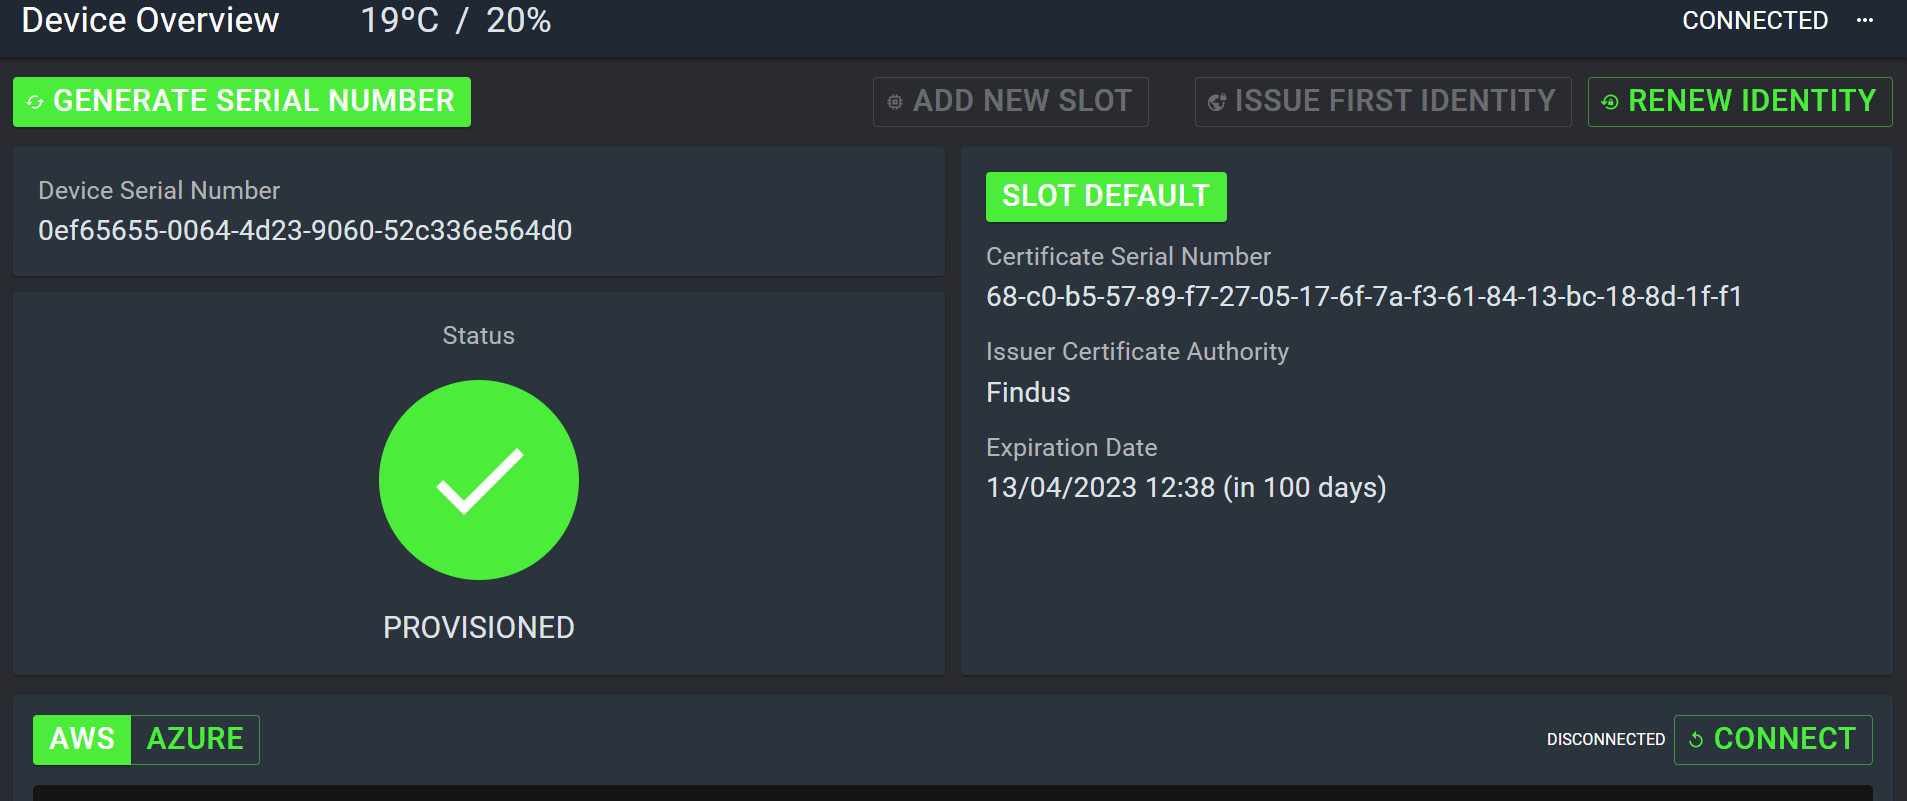 Device Overview 19ºC / 20% CONNECTED ···
GENERATE SERIAL NUMBER ADD NEW SLOT ISSUE FIRST IDENTITY RENEW IDENTITY
Device Serial Number
0ef65655-0064-4d23-9060-52c336e564d0
Status
PROVISIONED
SLOT DEFAULT
Certificate Serial Number
68-c0-b5-57-89-f7-27-05-17-6f-7a-f3-61-84-13-bc-18-8d-1f-f1
Issuer Certificate Authority
Findus
Expiration Date
13/04/2023 12:38 (in 100 days)
AWS AZURE DISCONNECTED CONNECT